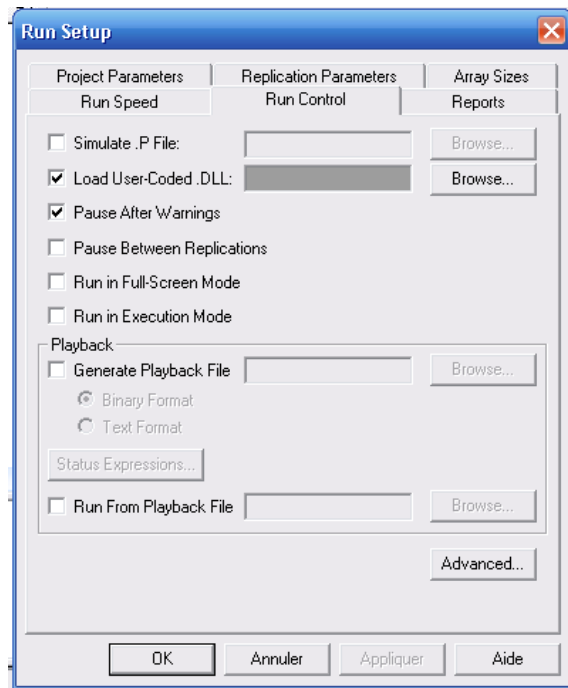 Run Setup
Project Parameters Replication Parameters Array Sizes
Run Speed Run Control Reports
Simulate .P File: Browse...
Load User-Coded .DLL: Browse...
Pause After Warnings
Pause Between Replications
Run in Full-Screen Mode
Run in Execution Mode
Playback
Generate Playback File Browse...
Binary Format
Text Format
Status Expressions...
Run From Playback File Browse...
Advanced...
OK Annuler Appliquer Aide